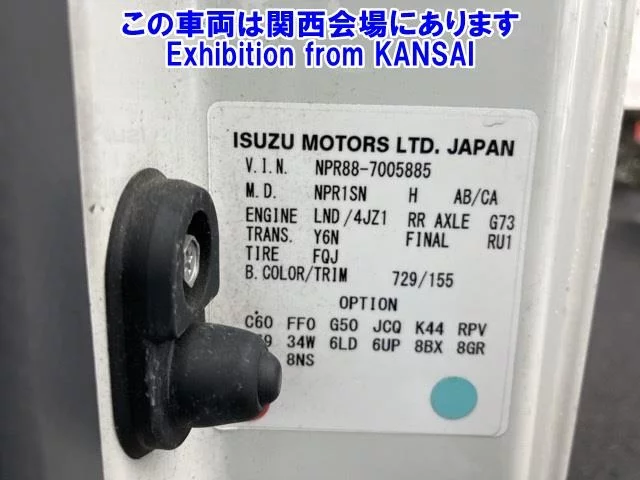 この車両は関西会場にあります
Exhibition from KANSAI
ISUZU MOTORS LTD. JAPAN
V.I.N. NPR88-7005885
M.D. NPR1SN H AB/CA
ENGINE LND/4JZ1 RR AXLE G73
TRANS. Y6N FINAL RU1
TIRE FQJ
B.COLOR/TRIM 729/155
OPTION
C60 FF0 G50 JCQ K44 RPV
34W 6LD 6UP 8BX 8GR
8NS